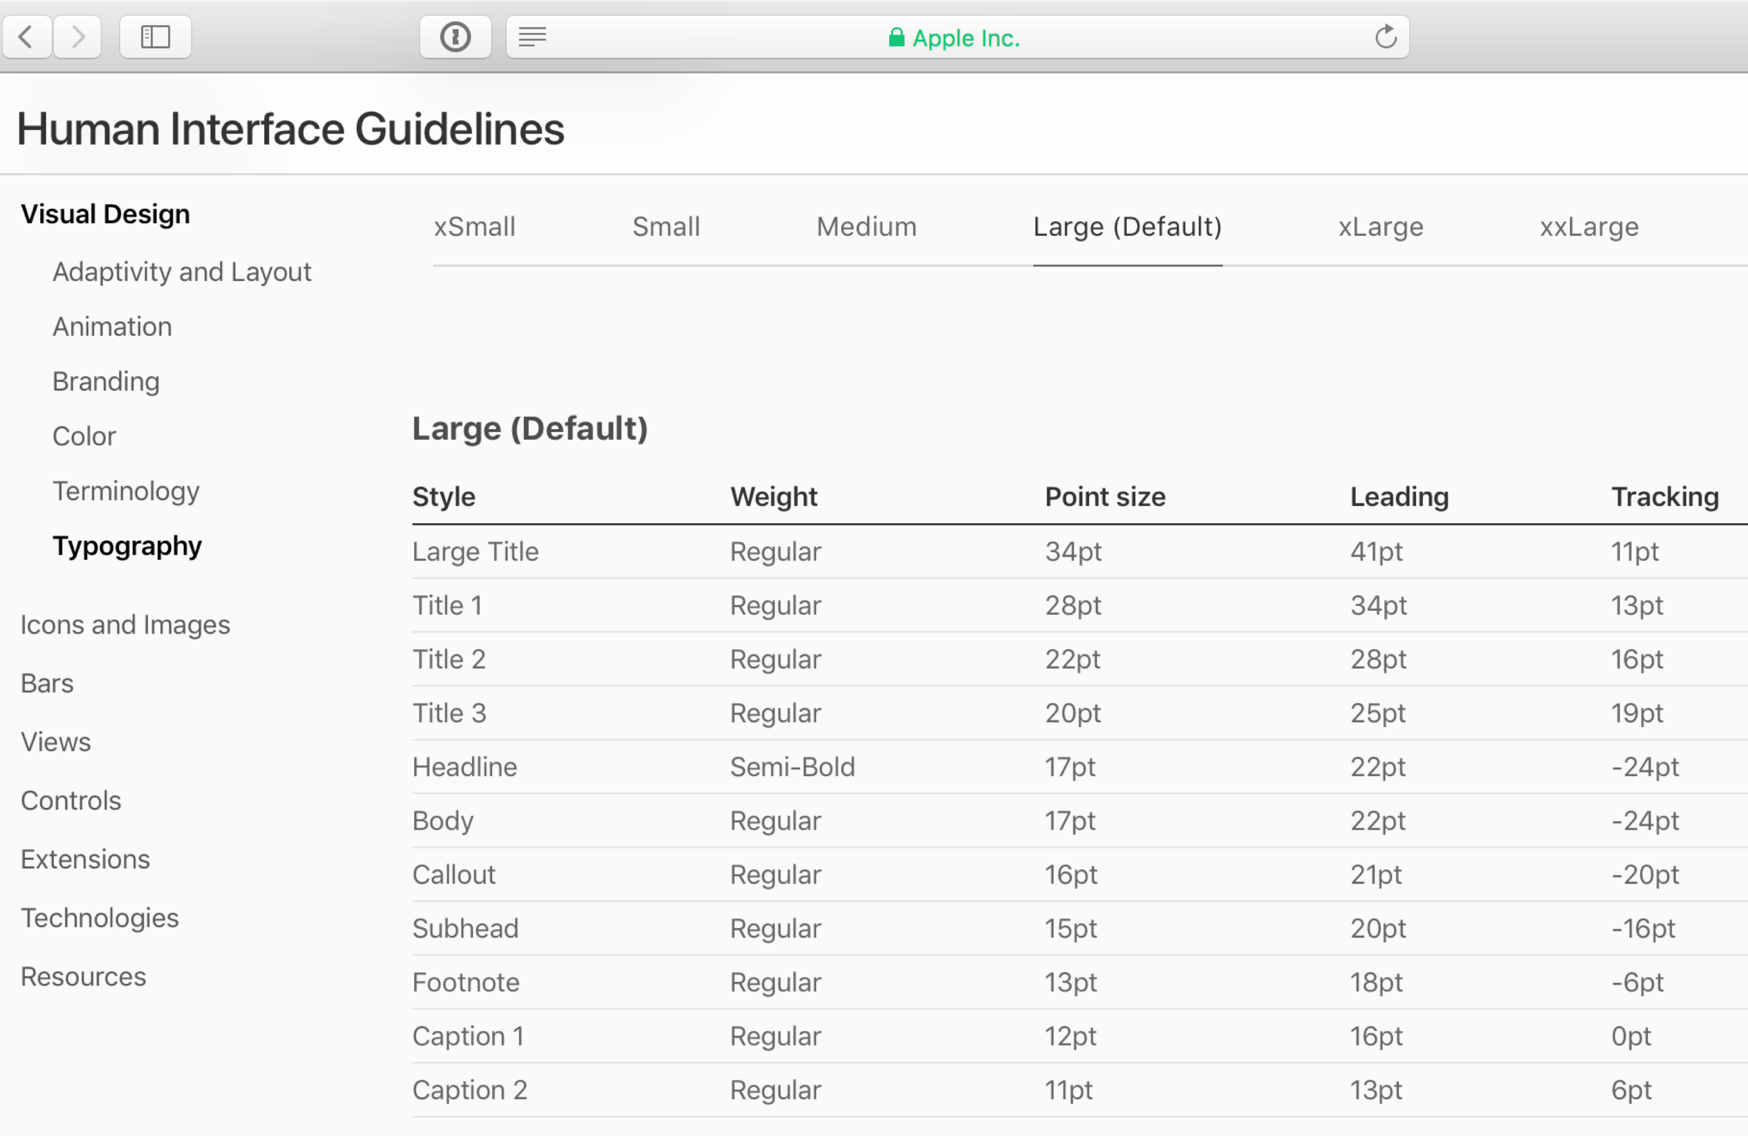 Apple Inc.
Human Interface Guidelines
Visual Design
Adaptivity and Layout
Animation
Branding
Color
Terminology
Typography
Icons and Images
Bars
Views
Controls
Extensions
Technologies
Resources
xSmall Small Medium Large (Default) xLarge xxLarge
Large (Default)
Style Weight Point size Leading Tracking
Large Title Regular 34pt 41pt 11pt
Title 1 Regular 28pt 34pt 13pt
Title 2 Regular 22pt 28pt 16pt
Title 3 Regular 20pt 25pt 19pt
Headline Semi-Bold 17pt 22pt -24pt
Body Regular 17pt 22pt -24pt
Callout Regular 16pt 21pt -20pt
Subhead Regular 15pt 20pt -16pt
Footnote Regular 13pt 18pt -6pt
Caption 1 Regular 12pt 16pt 0pt
Caption 2 Regular 11pt 13pt 6pt